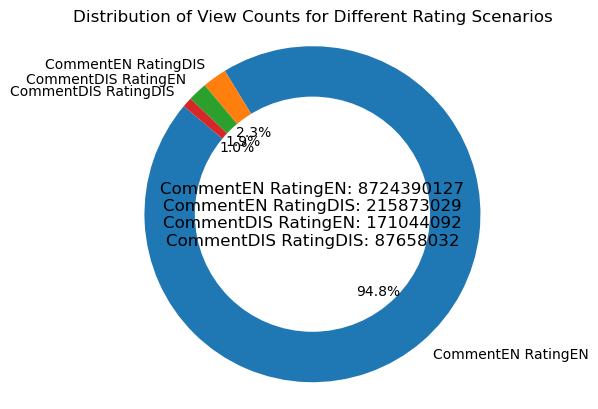 Distribution of View Counts for Different Rating Scenarios
CommentEN RatingDIS
CommentDIS RatingEN
CommentDIS RatingDIS
2.3%
1.9%
1.0%
CommentEN RatingEN: 8724390127
CommentEN RatingDIS: 215873029
CommentDIS RatingEN: 171044092
CommentDIS RatingDIS: 87658032
94.8%
CommentEN RatingEN